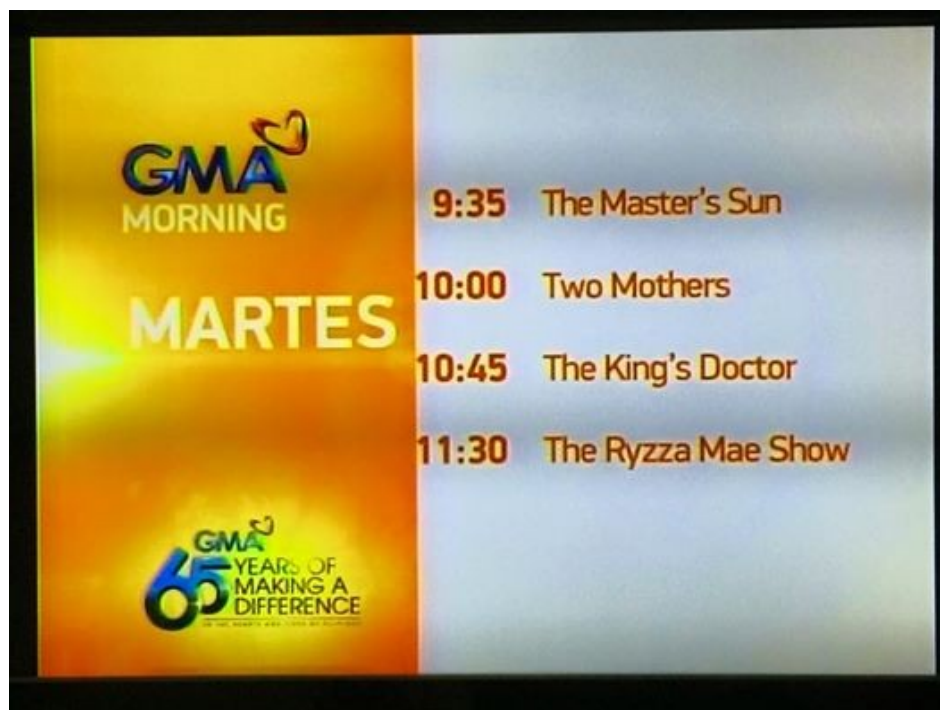 GMA
MORNING
MARTES
9:35 The Master's Sun
10:00 Two Mothers
10:45 The King's Doctor
11:30 The Ryzza Mae Show
GMA
65 YEARS OF
MAKING A
DIFFERENCE